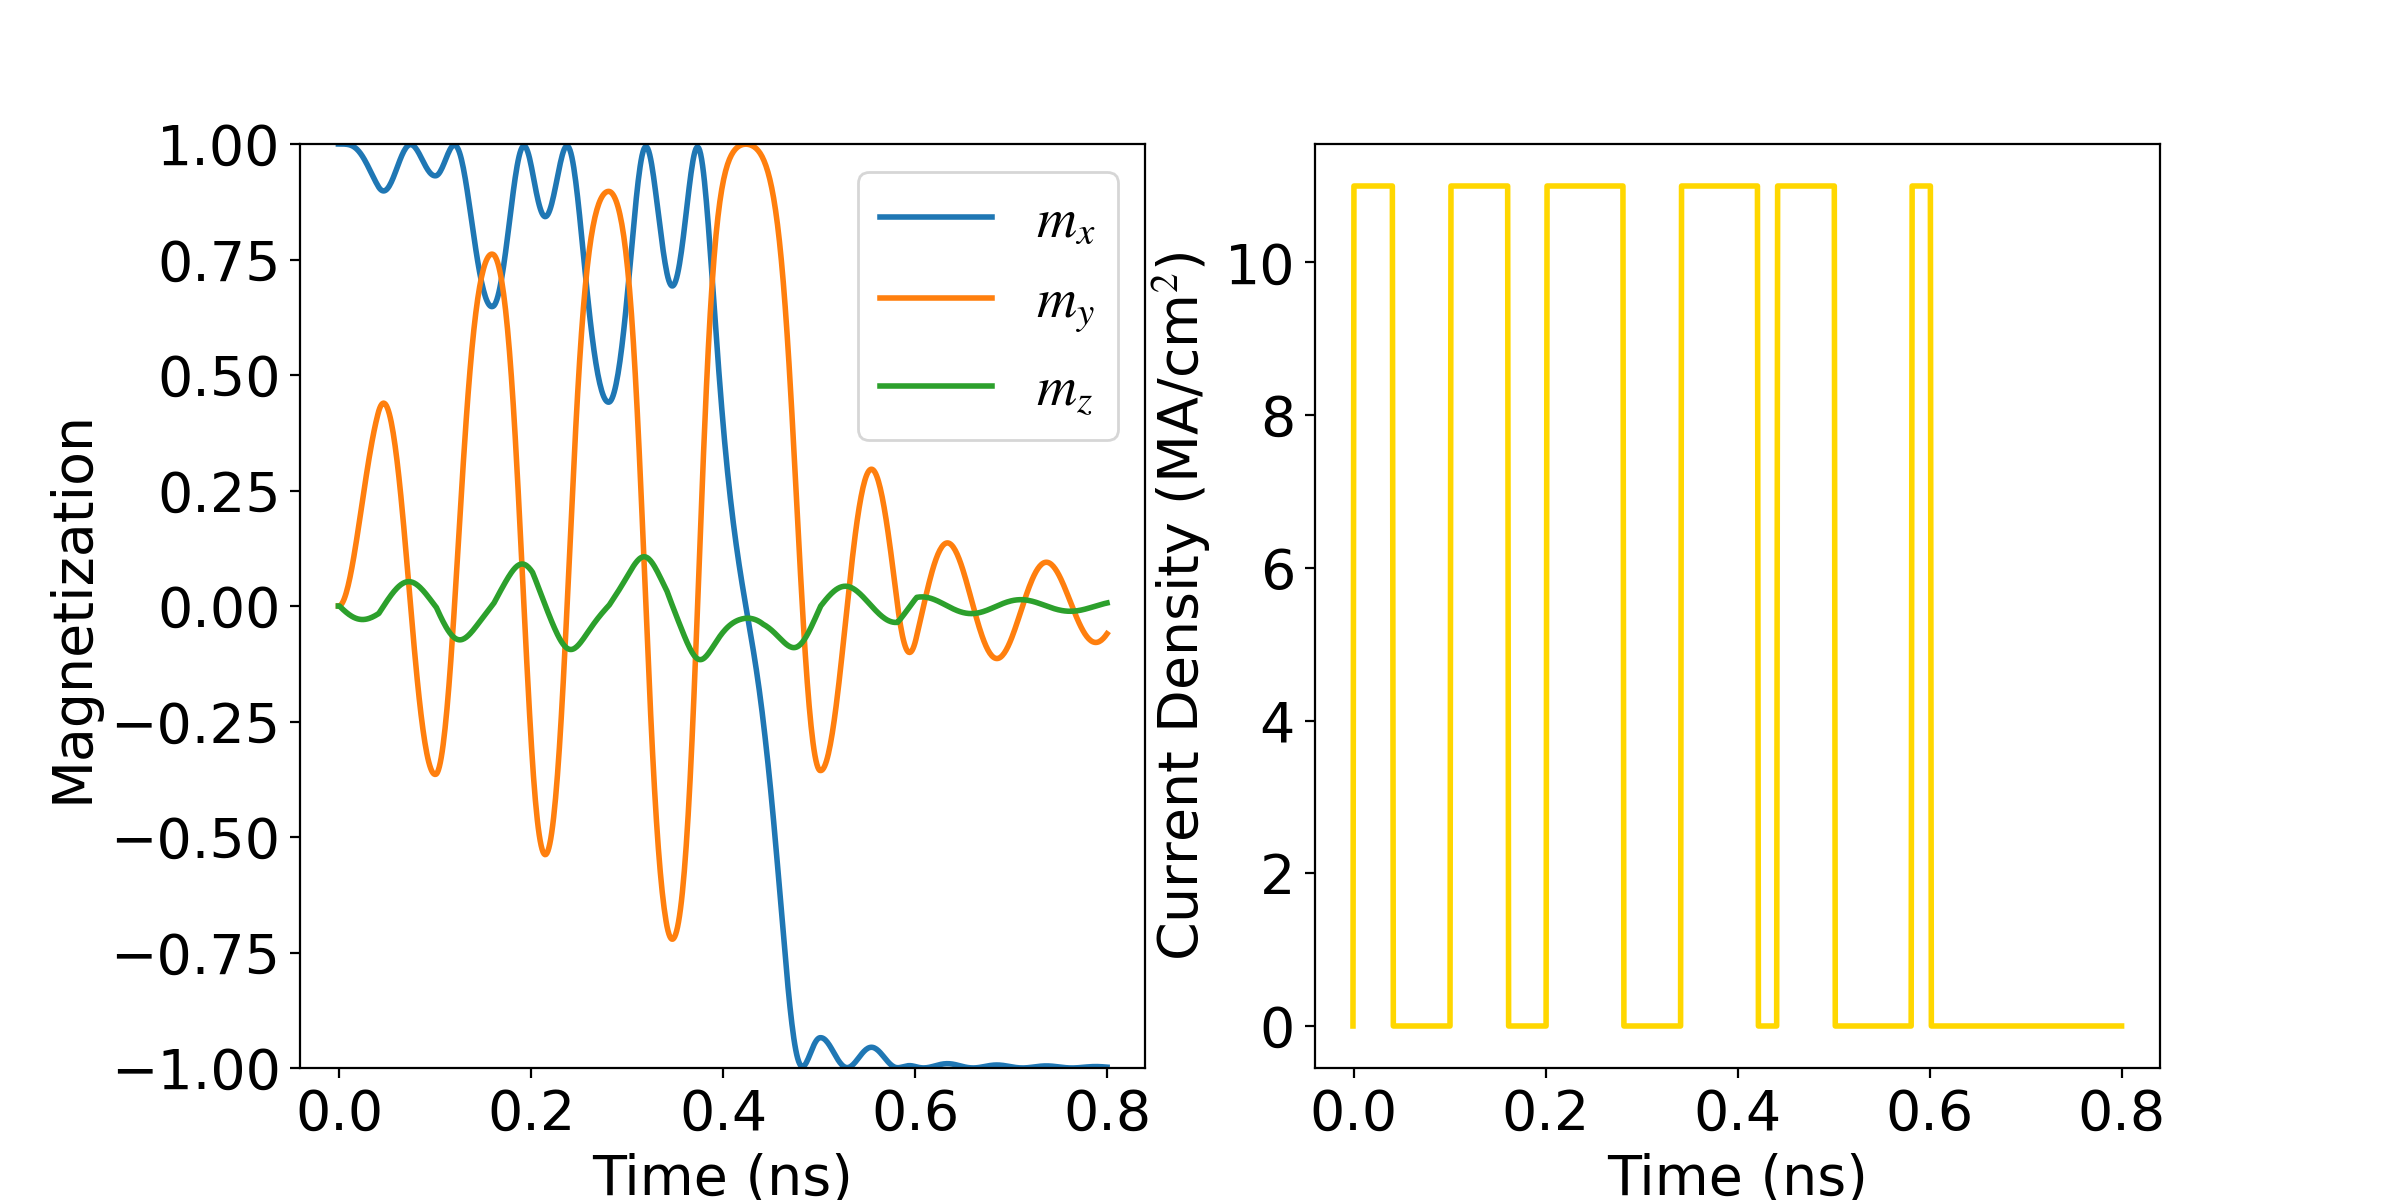 1.00
0.75
0.50
0.25
0.00
−0.25
−0.50
−0.75
−1.00
Magnetization
0.0 0.2 0.4 0.6 0.8
Time (ns)
m_x
m_y
m_z
10
8
6
4
2
0
Current Density (MA/cm²)
0.0 0.2 0.4 0.6 0.8
Time (ns)